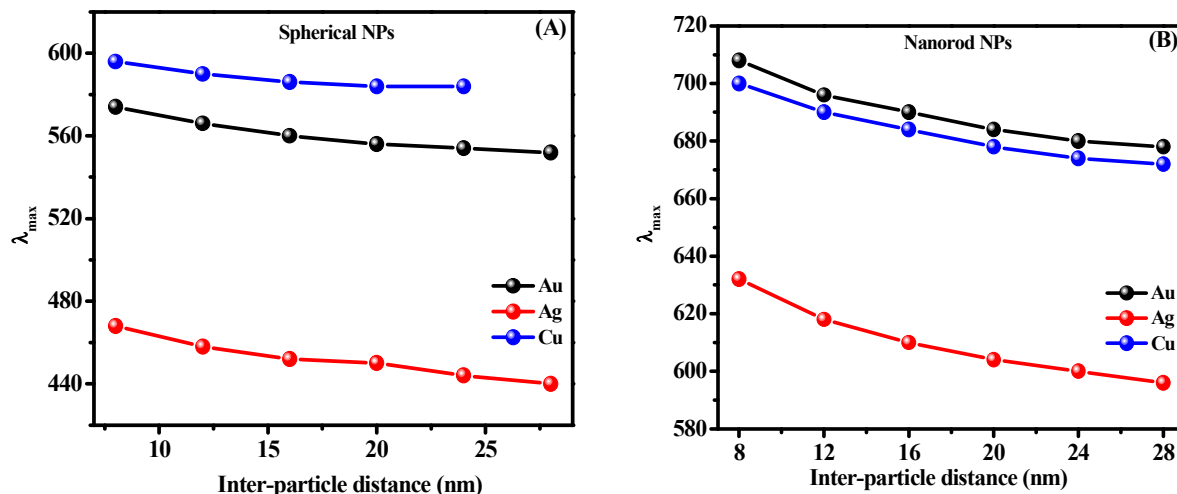 Spherical NPs
(A)
600
560
520
480
440
λmax
Au
Ag
Cu
10
15
20
25
Inter-particle distance (nm)
Nanorod NPs
(B)
720
700
680
660
640
620
600
580
λmax
Au
Ag
Cu
8
12
16
20
24
28
Inter-particle distance (nm)